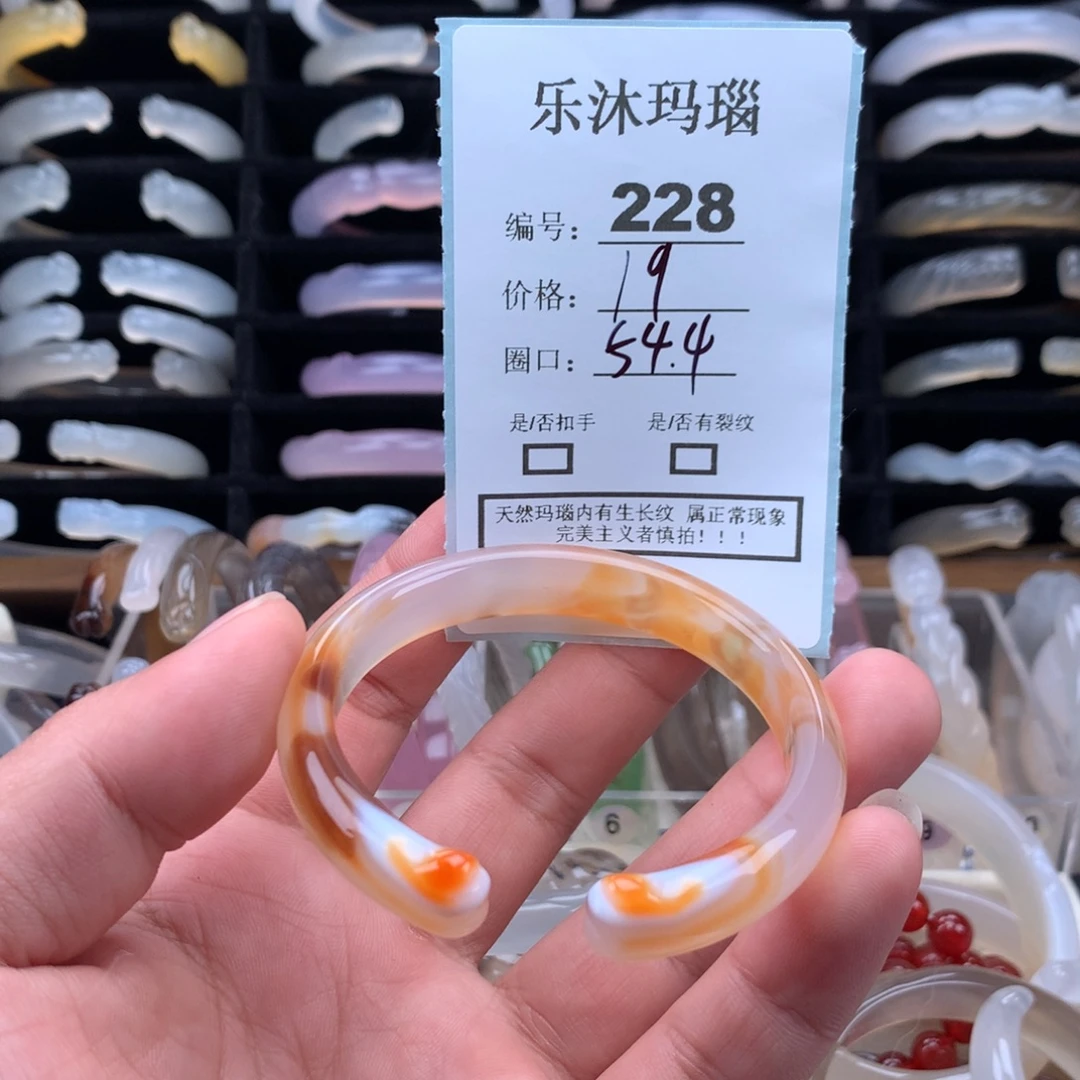 乐沐玛瑙
编号: 228
价格: 19
圈口: 54.4
是/否扣手 是/否有裂纹
天然玛瑙内有生长纹 属正常现象
完美主义者慎拍!!!
6
9